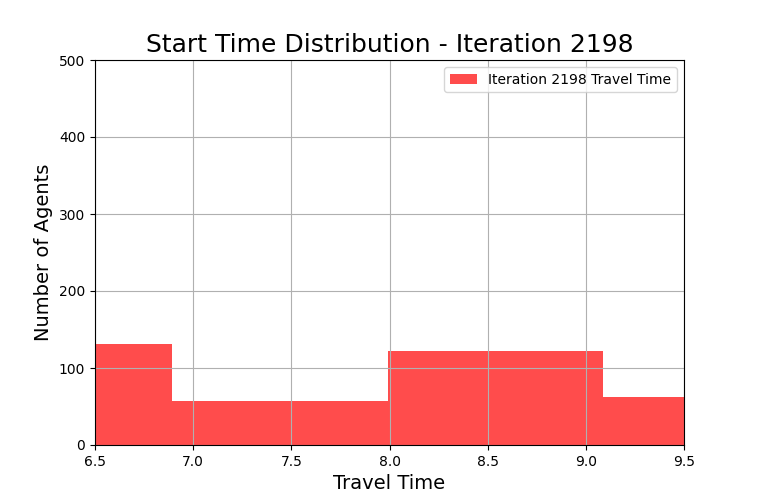 Start Time Distribution - Iteration 2198
Iteration 2198 Travel Time
Number of Agents
500
400
300
200
100
0
6.5 7.0 7.5 8.0 8.5 9.0 9.5
Travel Time